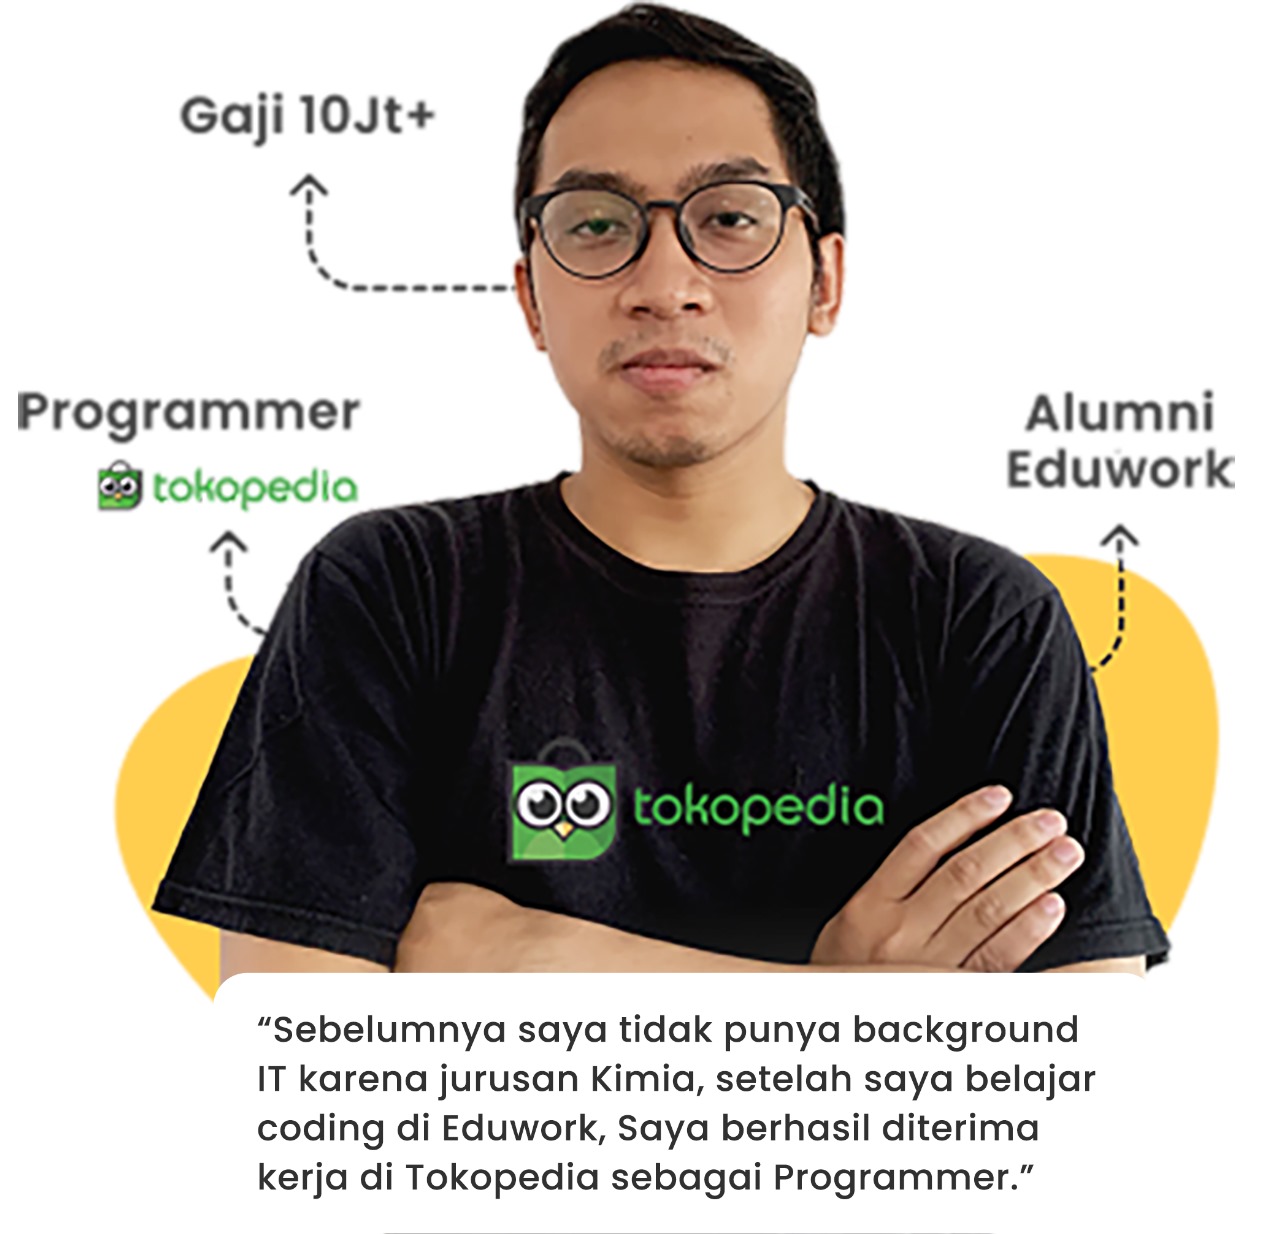 Gaji 10Jt+
Programmer
tokopedia
Alumni
Eduwork
tokopedia
“Sebelumnya saya tidak punya background
IT karena jurusan Kimia, setelah saya belajar
coding di Eduwork, Saya berhasil diterima
kerja di Tokopedia sebagai Programmer.”